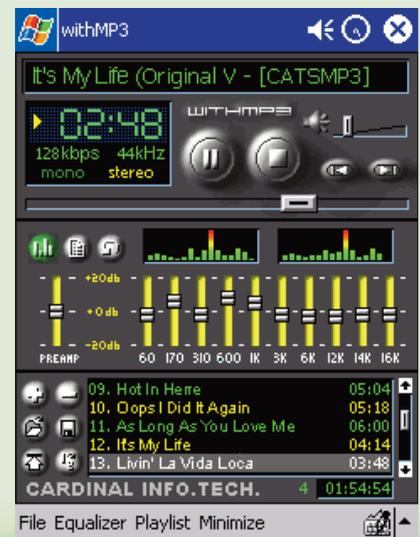 withMP3
It's My Life (Original V - [CATSMP3]
02:48
128kbps 44kHz
mono stereo
WITHMP3
+20db
+0db
-20db
PREAMP 60 170 310 600 1K 3K 6K 12K 14K 16K
09. Hot In Herre 05:04
10. Oops I Did It Again 05:18
11. As Long As You Love Me 06:00
12. Its My Life 04:14
13. Livin' La Vida Loca 03:48
CARDINAL INFO.TECH. 4 01:54:54
File Equalizer Playlist Minimize